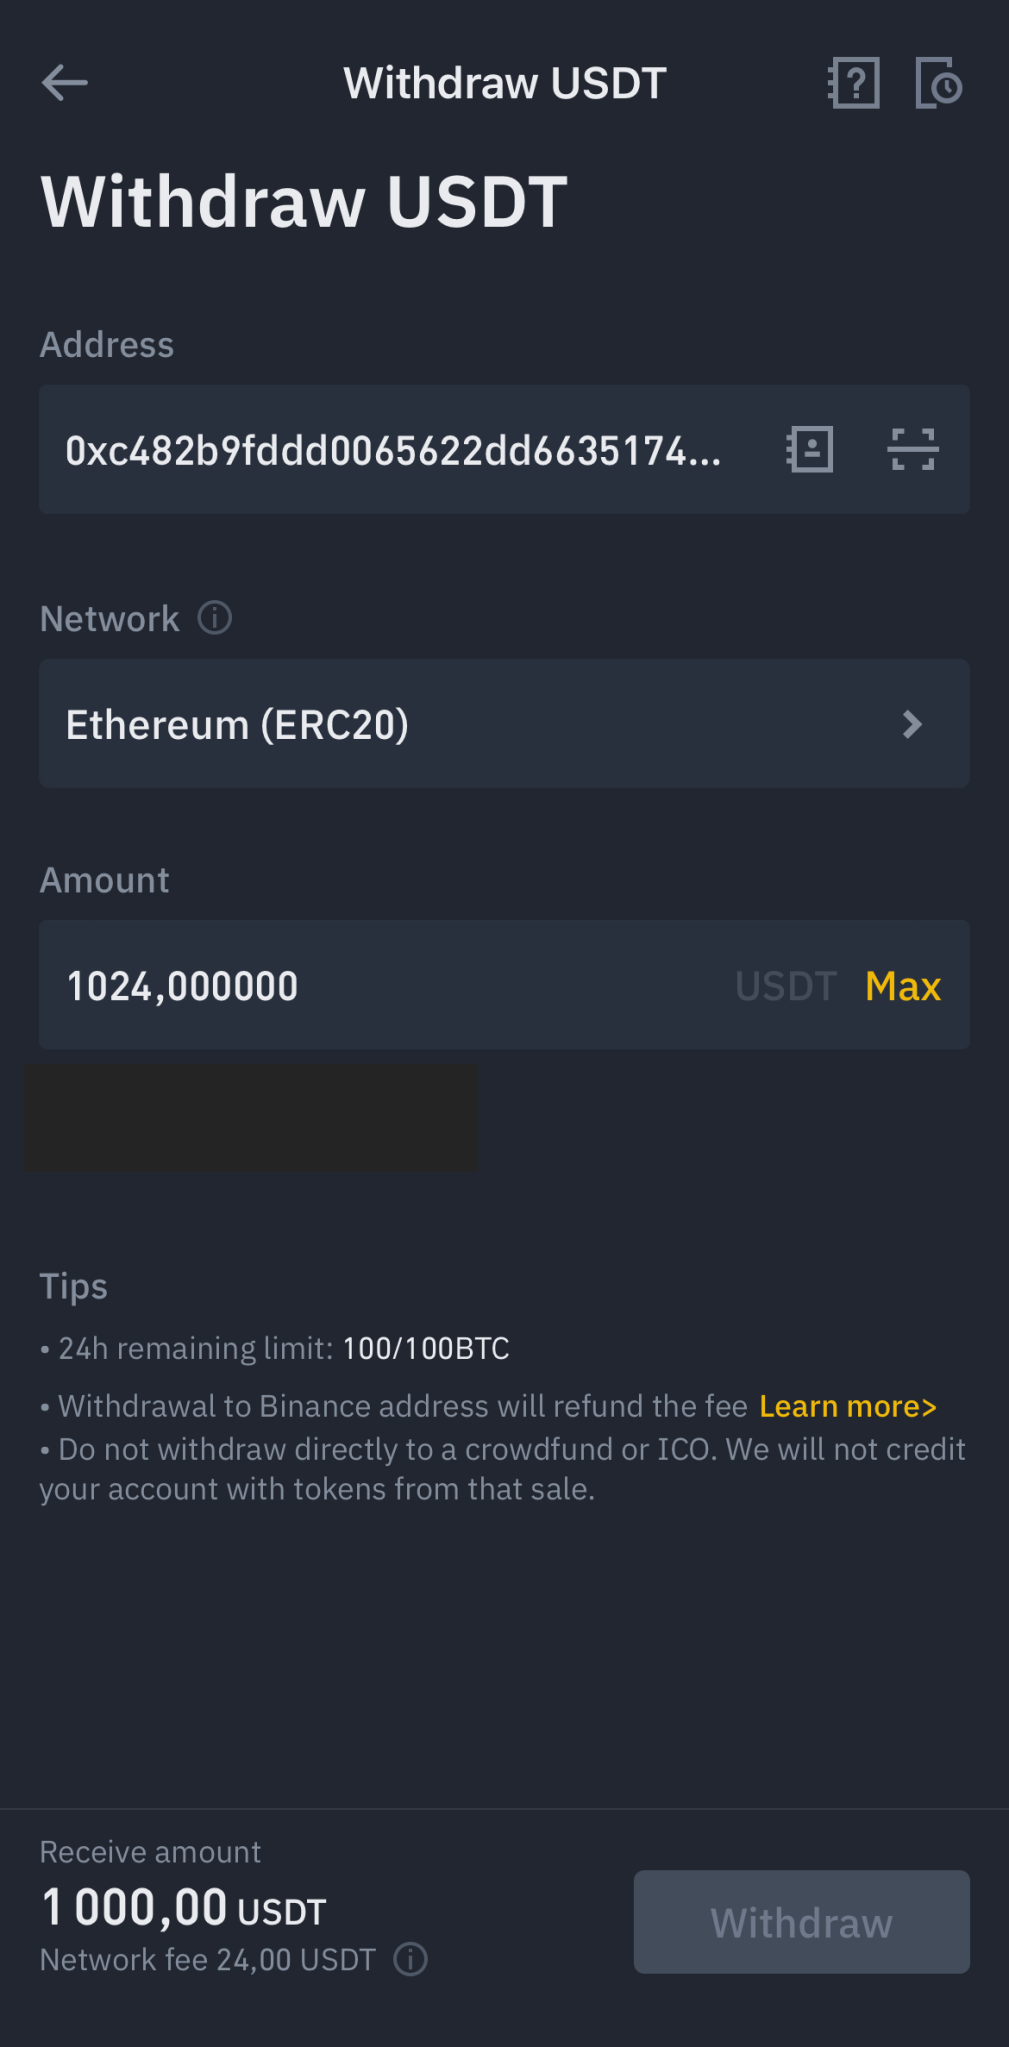 Withdraw USDT
Withdraw USDT
Address
0xc482b9fddd0065622dd6635174...
Network
Ethereum (ERC20)
Amount
1024,000000 USDT Max
Tips
• 24h remaining limit: 100/100BTC
• Withdrawal to Binance address will refund the fee Learn more>
• Do not withdraw directly to a crowdfund or ICO. We will not credit
your account with tokens from that sale.
Receive amount
1 000,00 USDT
Network fee 24,00 USDT
Withdraw